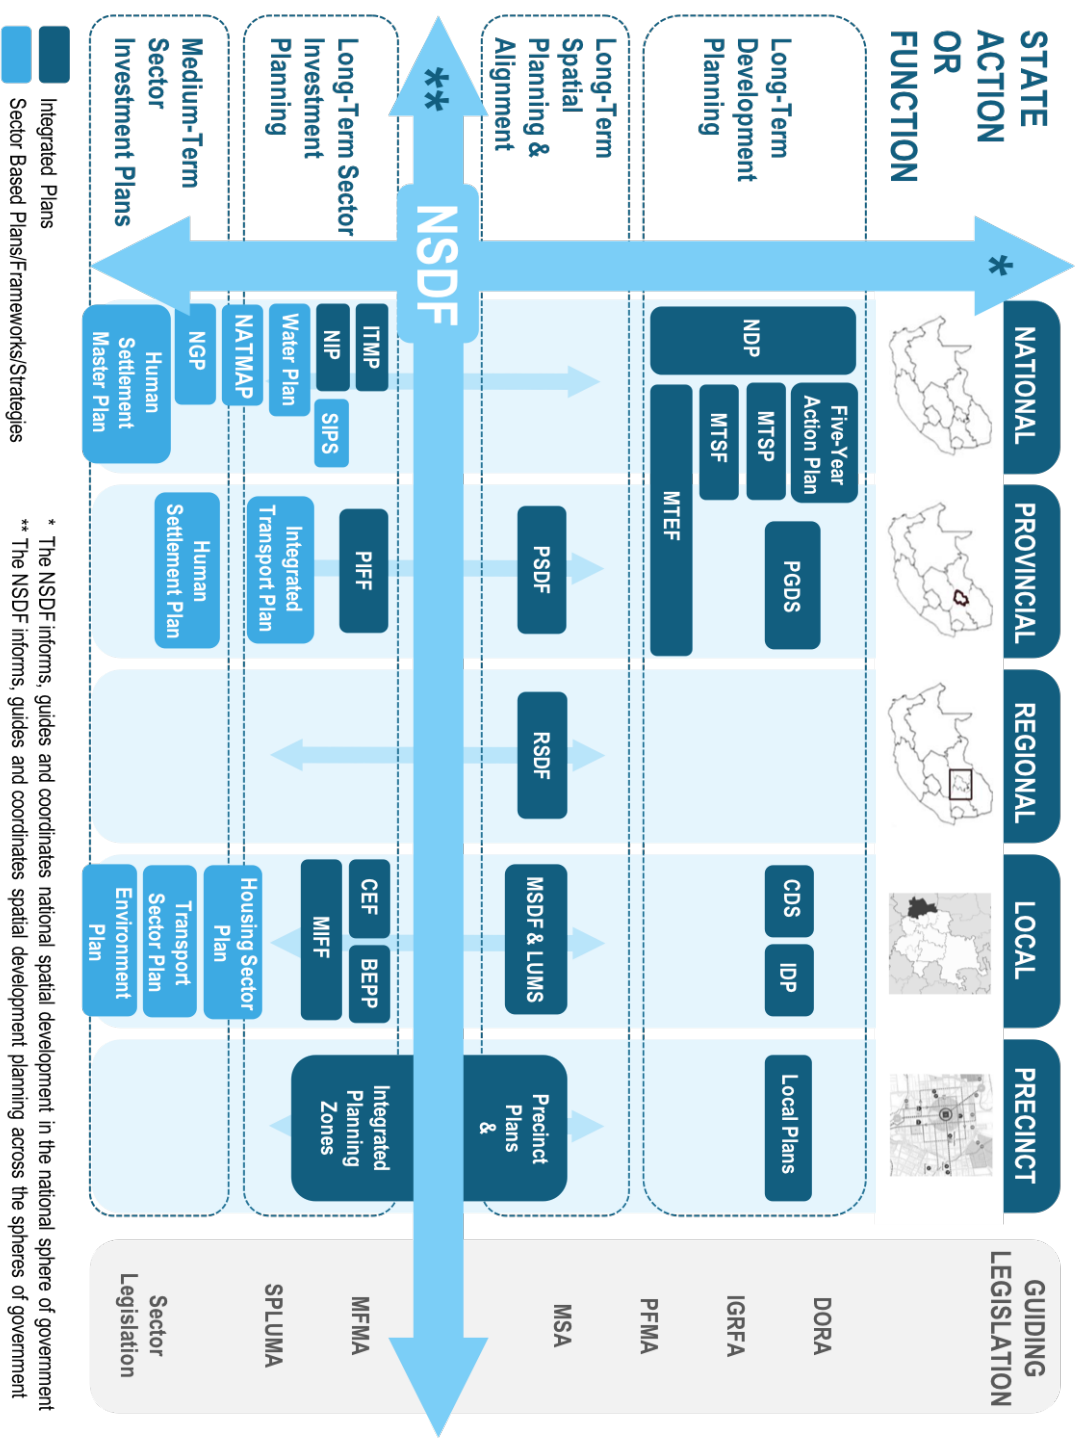 STATE
ACTION
OR
FUNCTION
NATIONAL
PROVINCIAL
REGIONAL
LOCAL
PRECINCT
GUIDING
LEGISLATION
*
Long-Term
Development
Planning
NDP
Five-Year
Action Plan
MTSP
MTSF
MTEF
PGDS
CDS
IDP
Local Plans
DORA
IGRFA
PFMA
Long-Term
Spatial
Planning &
Alignment
PSDF
RSDF
MSDF & LUMS
Precinct
Plans
&
MSA
**
NSDF
Long-Term Sector
Investment
Planning
ITMP
NIP
SIPS
Water Plan
NATMAP
PIFF
Integrated
Transport Plan
CEF
BEPP
MIFF
Housing Sector
Plan
Integrated
Planning
Zones
MFMA
SPLUMA
Medium-Term
Sector
Investment Plans
NGP
Human
Settlement
Master Plan
Human
Settlement Plan
Transport
Sector Plan
Environment
Plan
Sector
Legislation
Integrated Plans
Sector Based Plans/Frameworks/Strategies
* The NSDF informs, guides and coordinates national spatial development in the national sphere of government
** The NSDF informs, guides and coordinates spatial development planning across the spheres of government